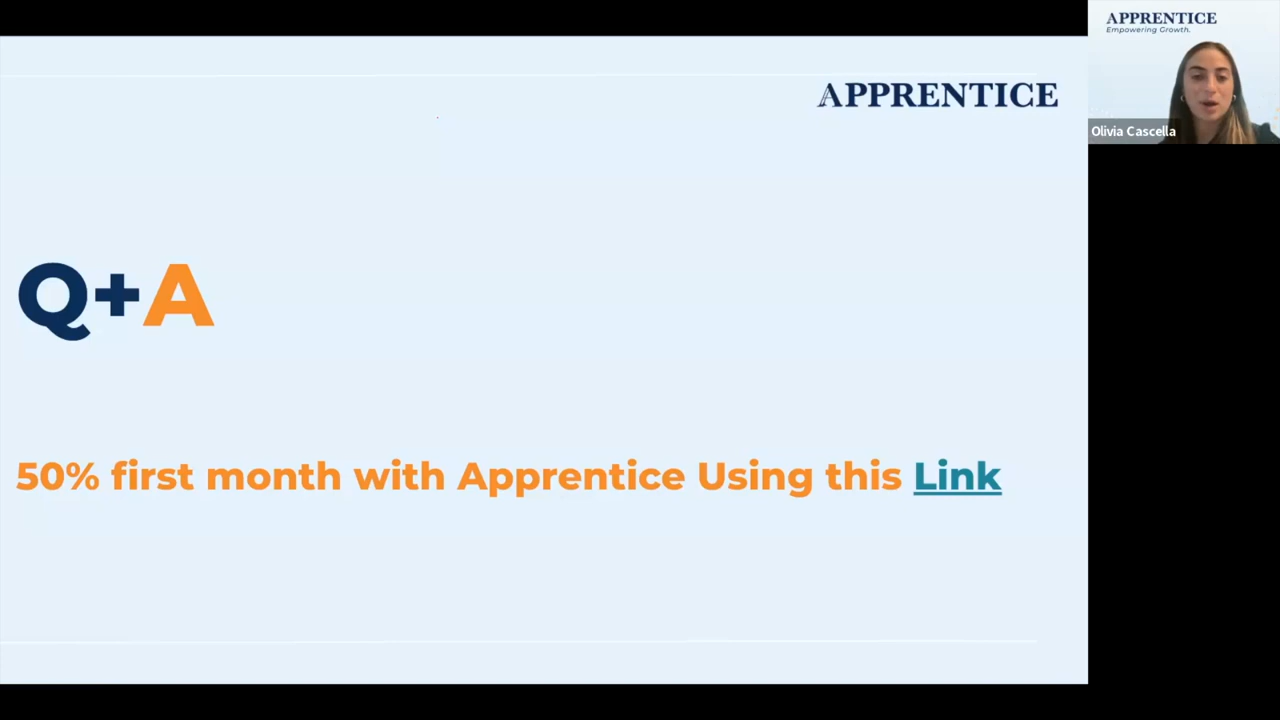 APPRENTICE
Empowering Growth.
Olivia Cascella
APPRENTICE
Q+A
50% first month with Apprentice Using this Link